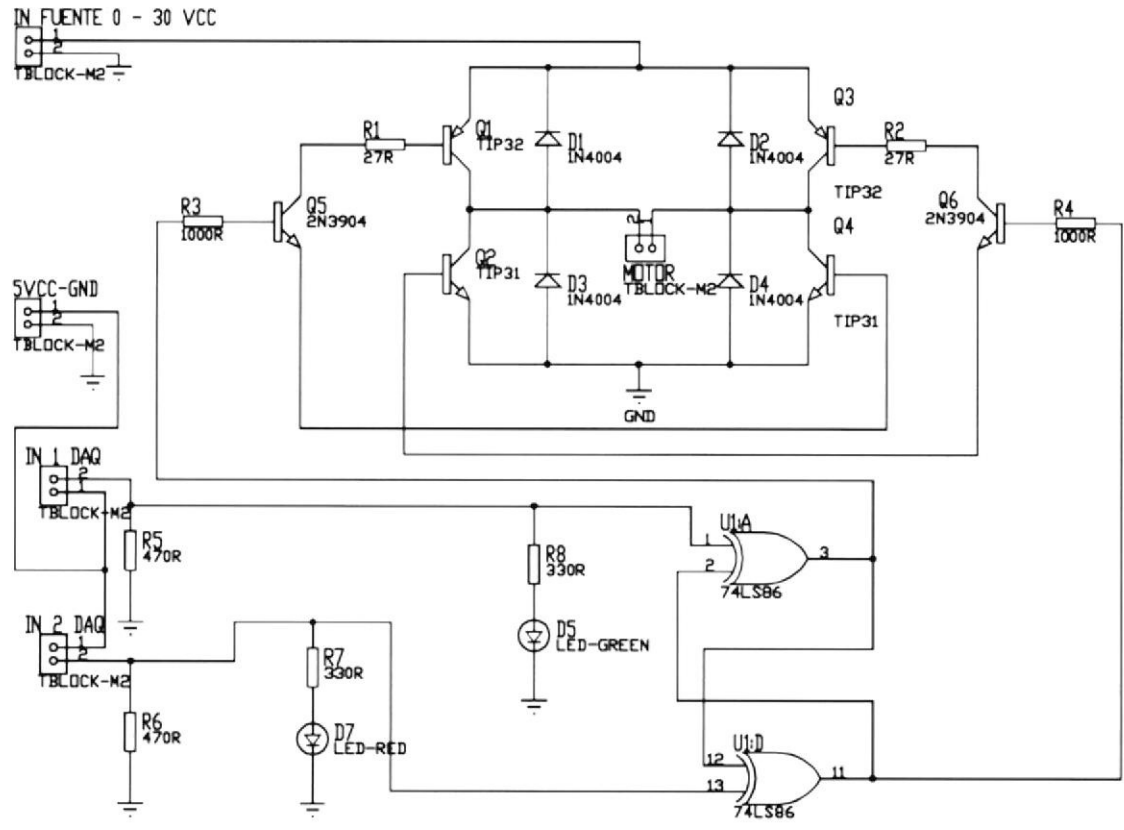 IN FUENTE 0 - 30 VCC
1
2
TBLOCK-M2
Q3
R1
27R
Q1
TIP32
D1
1N4004
D2
1N4004
R2
27R
TIP32
R3
1000R
Q5
2N3904
2
Q6
2N3904
R4
1000R
Q4
Q2
TIP31
D3
1N4004
MOTOR
TBLOCK-M2
D4
1N4004
TIP31
5VCC-GND
1
2
TBLOCK-M2
GND
IN 1 DAQ
2
1
TBLOCK-M2
R5
470R
U1:A
1
2
3
74LS86
R8
330R
D5
LED-GREEN
IN 2 DAQ
1
2
TBLOCK-M2
R7
330R
R6
470R
D7
LED-RED
U1:D
12
13
11
74LS86